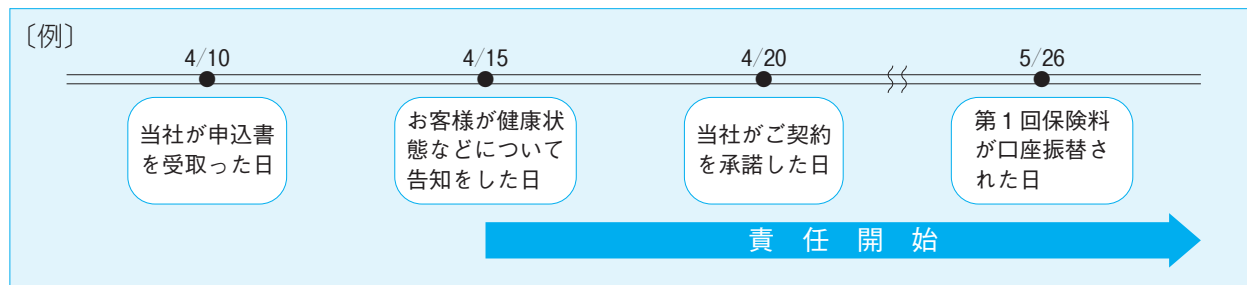 〔例〕
4/10
4/15
4/20
5/26
当社が申込書
を受取った日
お客様が健康状
態などについて
告知をした日
当社がご契約
を承諾した日
第1回保険料
が口座振替さ
れた日
責任開始